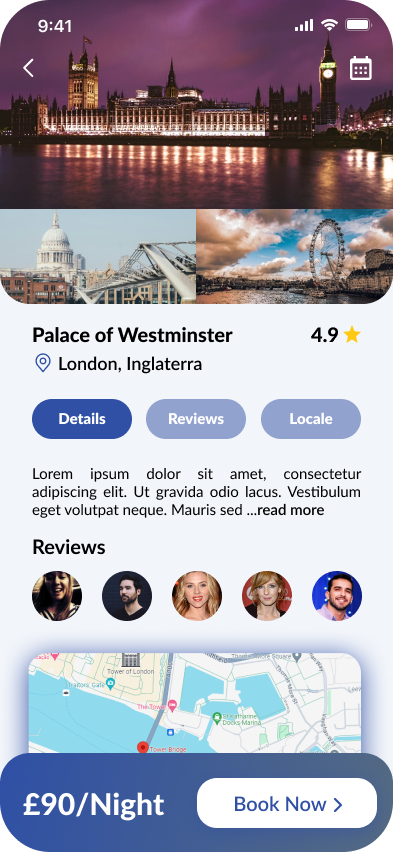 9:41
Palace of Westminster
4.9
London, Inglaterra
Details
Reviews
Locale
Lorem ipsum dolor sit amet, consectetur
adipiscing elit. Ut gravida odio lacus. Vestibulum
eget volutpat neque. Mauris sed ...read more
Reviews
Tower of London
Traitors' Gate
The Tower
St Katharine
Docks Marina
Tower Bridge
£90/Night
Book Now